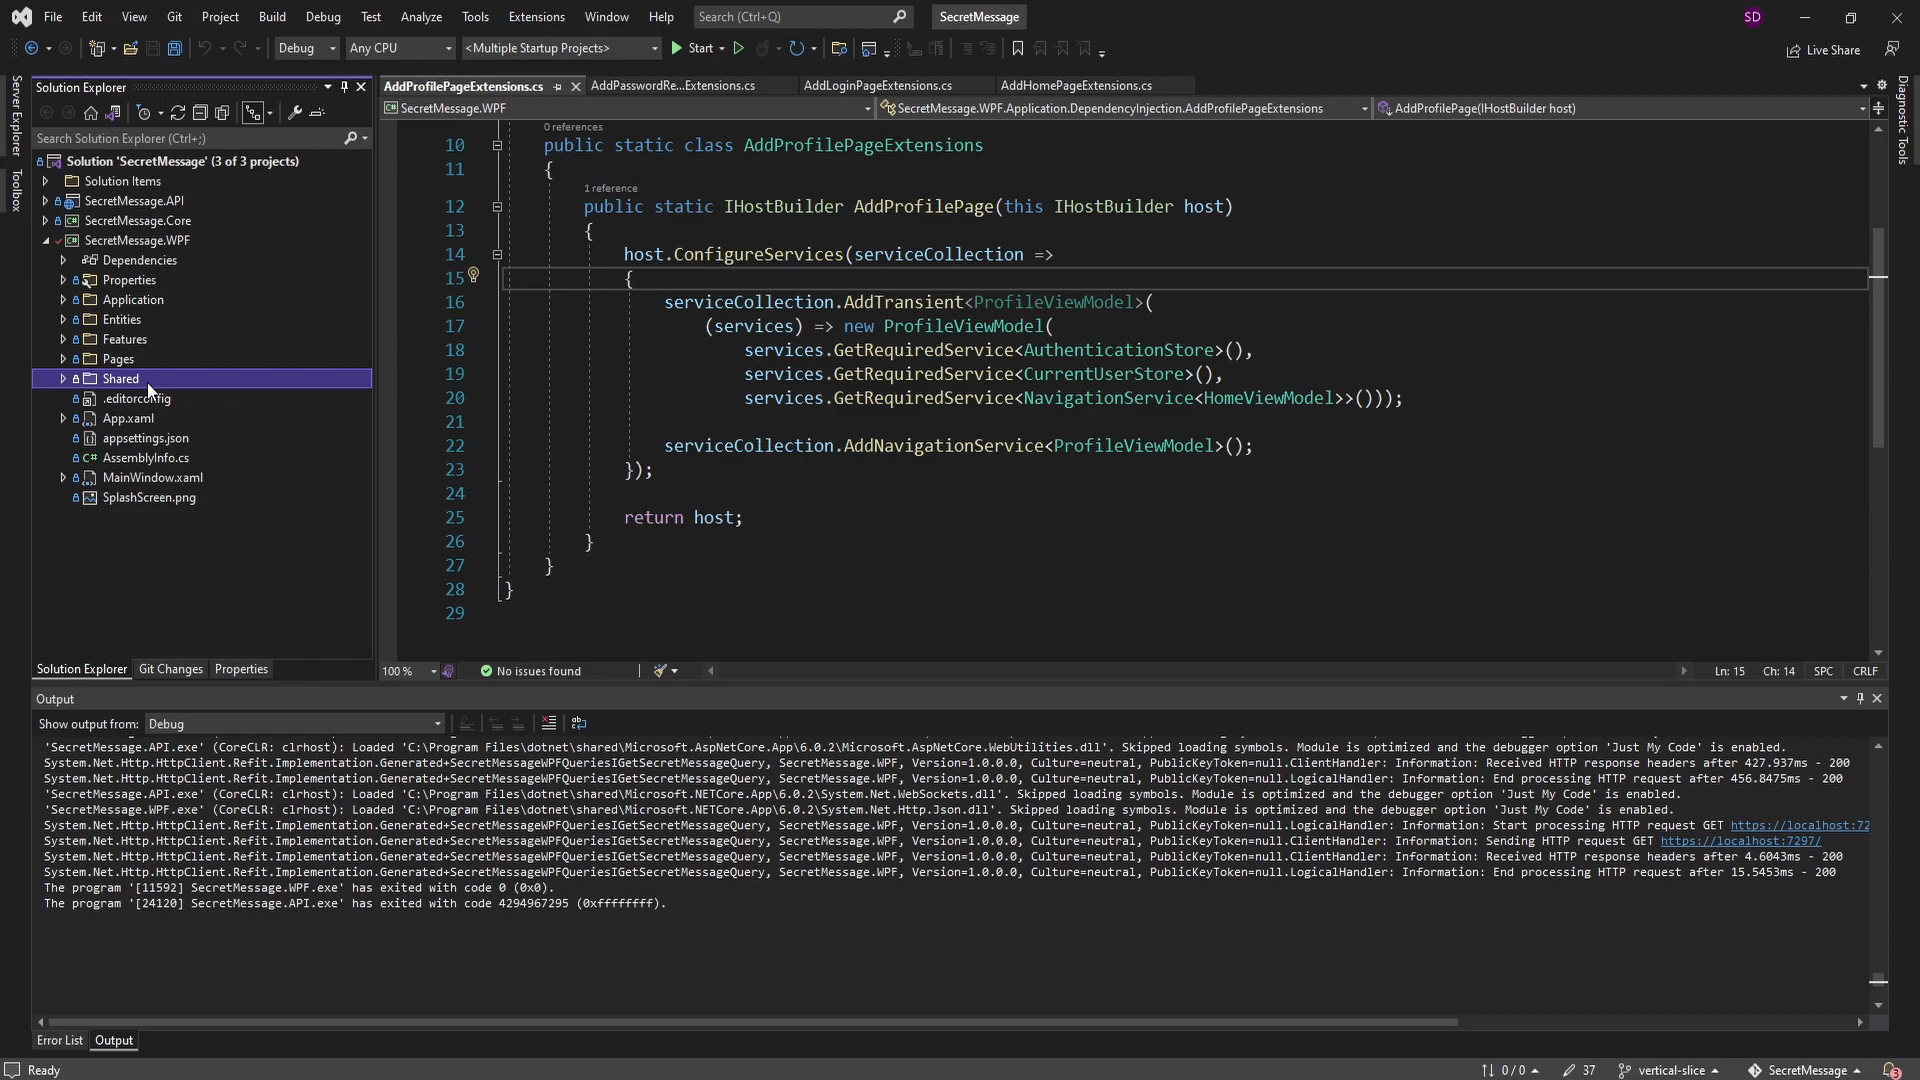 File Edit View Git Project Build Debug Test Analyze Tools Extensions Window Help Search (Ctrl+Q) SecretMessage SD
Debug Any CPU <Multiple Startup Projects> Start Live Share
Server Explorer
Toolbox
Solution Explorer
Search Solution Explorer (Ctrl+;)
Solution 'SecretMessage' (3 of 3 projects)
Solution Items
SecretMessage.API
SecretMessage.Core
SecretMessage.WPF
Dependencies
Properties
Application
Entities
Features
Pages
Shared
.editorconfig
App.xaml
appsettings.json
AssemblyInfo.cs
MainWindow.xaml
SplashScreen.png
Solution Explorer Git Changes Properties
AddProfilePageExtensions.cs AddPasswordRe...Extensions.cs AddLoginPageExtensions.cs AddHomePageExtensions.cs
SecretMessage.WPF SecretMessage.WPF.Application.DependencyInjection.AddProfilePageExtensions AddProfilePage(IHostBuilder host)
Diagnostic Tools
0 references
10 public static class AddProfilePageExtensions
11 {
1 reference
12 public static IHostBuilder AddProfilePage(this IHostBuilder host)
13 {
14 host.ConfigureServices(serviceCollection =>
15 {
16 serviceCollection.AddTransient<ProfileViewModel>(
17 (services) => new ProfileViewModel(
18 services.GetRequiredService<AuthenticationStore>(),
19 services.GetRequiredService<CurrentUserStore>(),
20 services.GetRequiredService<NavigationService<HomeViewModel>>()));
21
22 serviceCollection.AddNavigationService<ProfileViewModel>();
23 });
24
25 return host;
26 }
27 }
28 }
29
100 % No issues found Ln: 15 Ch: 14 SPC CRLF
Output
Show output from: Debug
'SecretMessage.API.exe' (CoreCLR: clrhost): Loaded 'C:\Program Files\dotnet\shared\Microsoft.AspNetCore.App\6.0.2\Microsoft.AspNetCore.WebUtilities.dll'. Skipped loading symbols. Module is optimized and the debugger option 'Just My Code' is enabled.
System.Net.Http.HttpClient.Refit.Implementation.Generated+SecretMessageWPFQueriesIGetSecretMessageQuery, SecretMessage.WPF, Version=1.0.0.0, Culture=neutral, PublicKeyToken=null.ClientHandler: Information: Received HTTP response headers after 427.937ms - 200
System.Net.Http.HttpClient.Refit.Implementation.Generated+SecretMessageWPFQueriesIGetSecretMessageQuery, SecretMessage.WPF, Version=1.0.0.0, Culture=neutral, PublicKeyToken=null.LogicalHandler: Information: End processing HTTP request after 456.8475ms - 200
'SecretMessage.API.exe' (CoreCLR: clrhost): Loaded 'C:\Program Files\dotnet\shared\Microsoft.NETCore.App\6.0.2\System.Net.WebSockets.dll'. Skipped loading symbols. Module is optimized and the debugger option 'Just My Code' is enabled.
'SecretMessage.WPF.exe' (CoreCLR: clrhost): Loaded 'C:\Program Files\dotnet\shared\Microsoft.NETCore.App\6.0.2\System.Net.Http.Json.dll'. Skipped loading symbols. Module is optimized and the debugger option 'Just My Code' is enabled.
System.Net.Http.HttpClient.Refit.Implementation.Generated+SecretMessageWPFQueriesIGetSecretMessageQuery, SecretMessage.WPF, Version=1.0.0.0, Culture=neutral, PublicKeyToken=null.LogicalHandler: Information: Start processing HTTP request GET https://localhost:72
System.Net.Http.HttpClient.Refit.Implementation.Generated+SecretMessageWPFQueriesIGetSecretMessageQuery, SecretMessage.WPF, Version=1.0.0.0, Culture=neutral, PublicKeyToken=null.ClientHandler: Information: Sending HTTP request GET https://localhost:7297/
System.Net.Http.HttpClient.Refit.Implementation.Generated+SecretMessageWPFQueriesIGetSecretMessageQuery, SecretMessage.WPF, Version=1.0.0.0, Culture=neutral, PublicKeyToken=null.ClientHandler: Information: Received HTTP response headers after 4.6043ms - 200
System.Net.Http.HttpClient.Refit.Implementation.Generated+SecretMessageWPFQueriesIGetSecretMessageQuery, SecretMessage.WPF, Version=1.0.0.0, Culture=neutral, PublicKeyToken=null.LogicalHandler: Information: End processing HTTP request after 15.5453ms - 200
The program '[11592] SecretMessage.WPF.exe' has exited with code 0 (0x0).
The program '[24120] SecretMessage.API.exe' has exited with code 4294967295 (0xffffffff).
Error List Output
Ready 0 / 0 37 vertical-slice SecretMessage 3